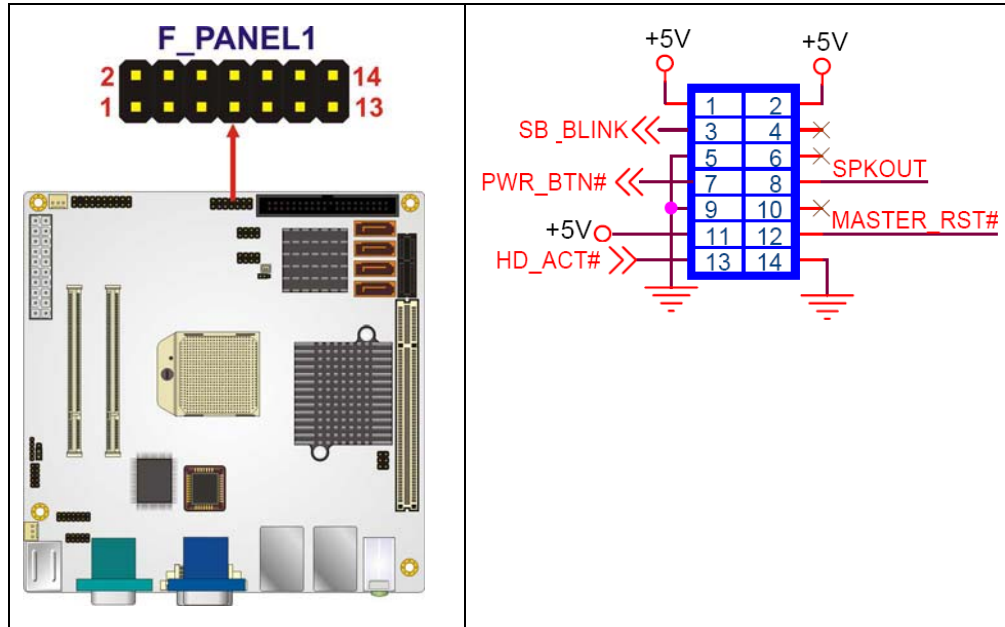 F_PANEL1
2 14
1 13
+5V +5V
1 2
SB_BLINK 3 4
5 6
SPKOUT
PWR_BTN# 7 8
9 10
MASTER_RST#
+5V 11 12
HD_ACT# 13 14